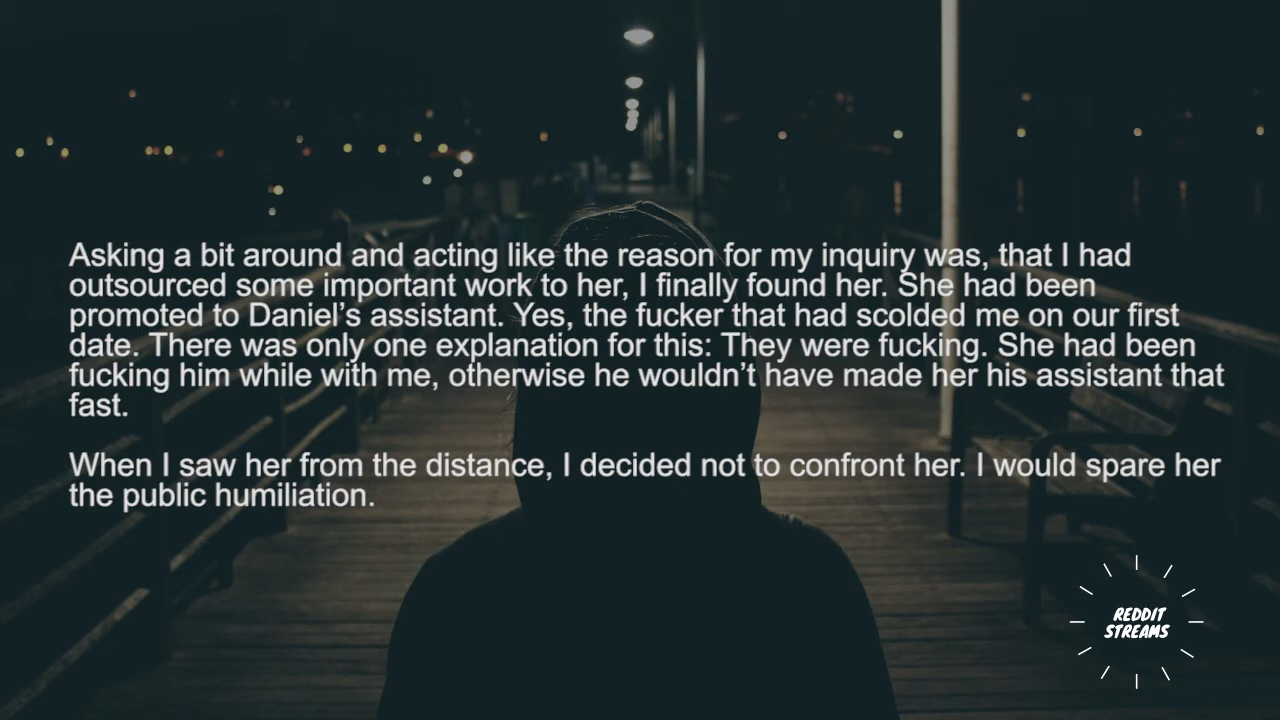 Asking a bit around and acting like the reason for my inquiry was, that I had
outsourced some important work to her, I finally found her. She had been
promoted to Daniel’s assistant. Yes, the fucker that had scolded me on our first
date. There was only one explanation for this: They were fucking. She had been
fucking him while with me, otherwise he wouldn’t have made her his assistant that
fast.
When I saw her from the distance, I decided not to confront her. I would spare her
the public humiliation.
REDDIT
STREAMS